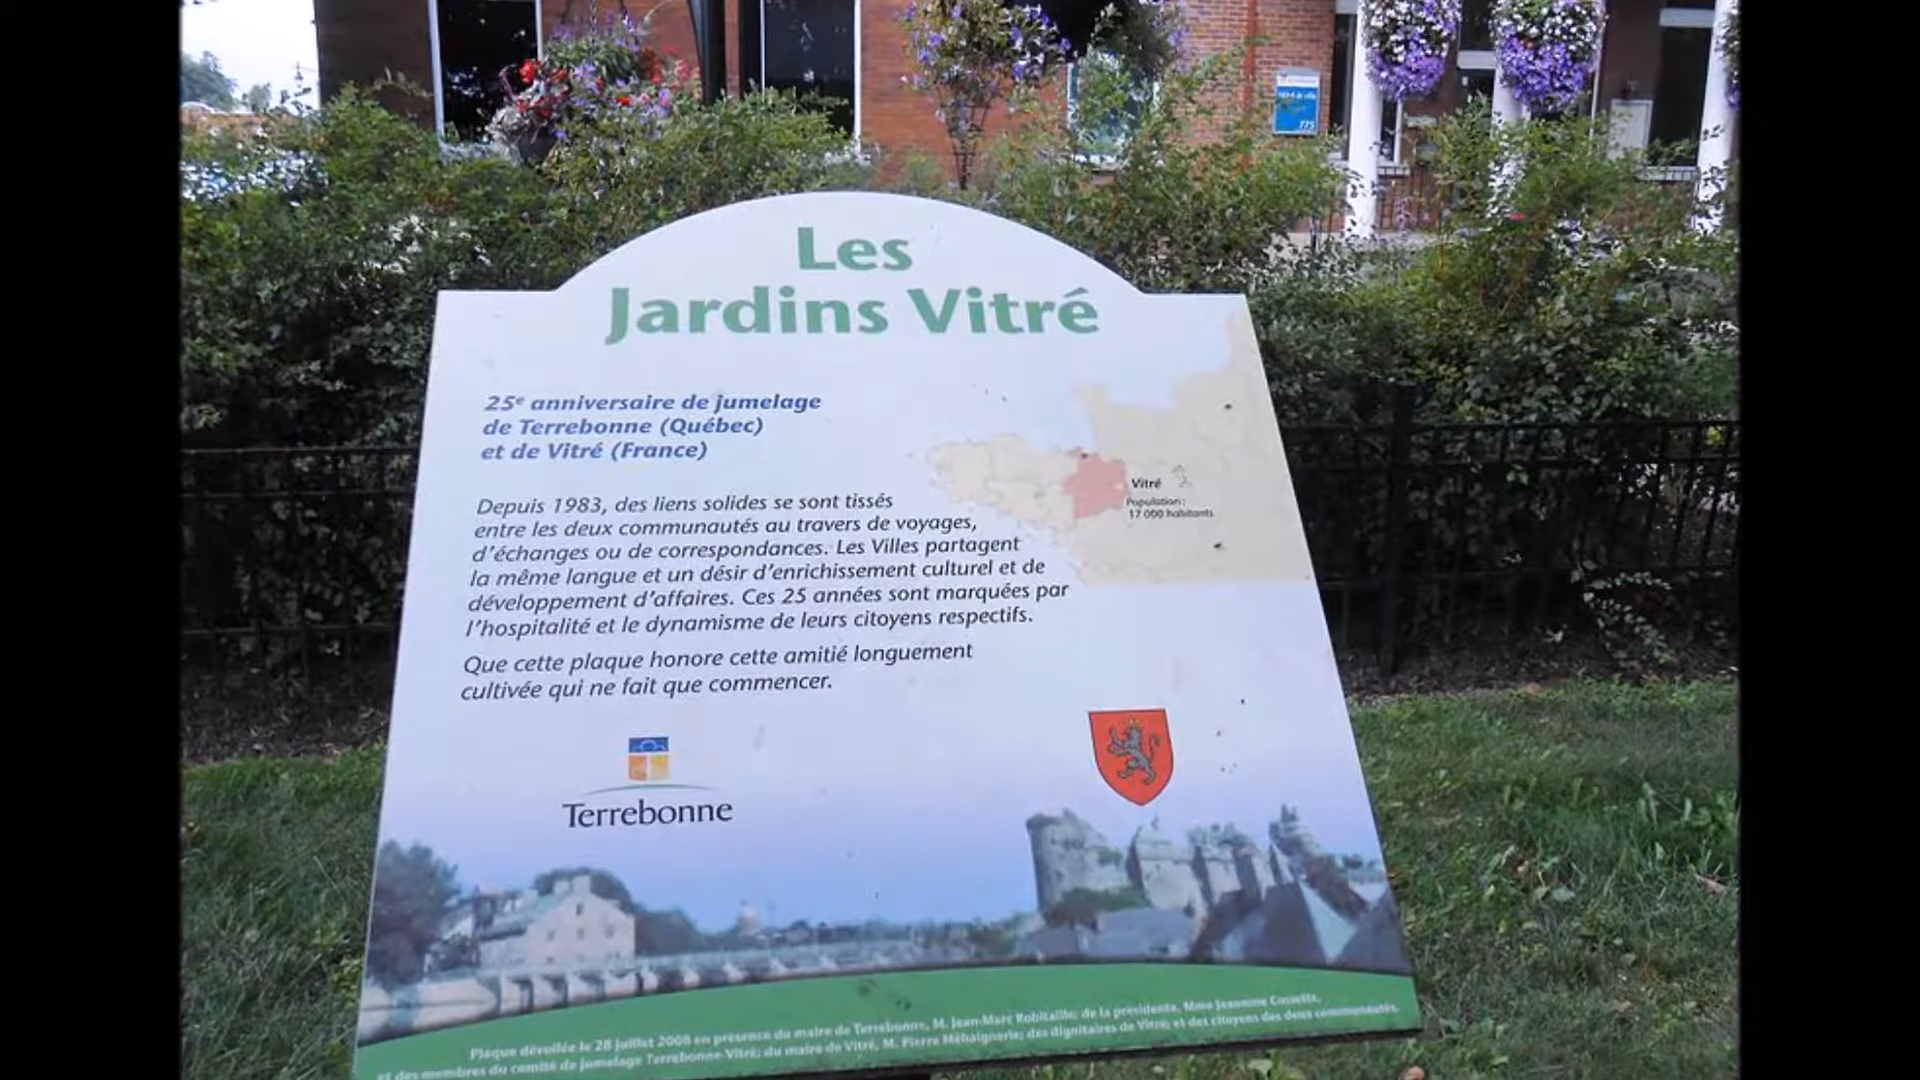 Les
Jardins Vitré
25e anniversaire de jumelage
de Terrebonne (Québec)
et de Vitré (France)
Depuis 1983, des liens solides se sont tissés
entre les deux communautés au travers de voyages,
d'échanges ou de correspondances. Les Villes partagent
la même langue et un désir d'enrichissement culturel et de
développement d'affaires. Ces 25 années sont marquées par
l'hospitalité et le dynamisme de leurs citoyens respectifs.
Que cette plaque honore cette amitié longuement
cultivée qui ne fait que commencer.
Vitré
Population :
17 000 habitants
Terrebonne
Plaque dévoilée le 28 juillet 2008 en présence du maire de Terrebonne, M. Jean-Marc Robitaille; de la présidente, Mme Jeannine
et des membres du comité de jumelage Terrebonne-Vitré; du maire de Vitré, M. Pierre Méhaignerie; des dignitaires de Vitré; et des citoyens des deux communautés.
775